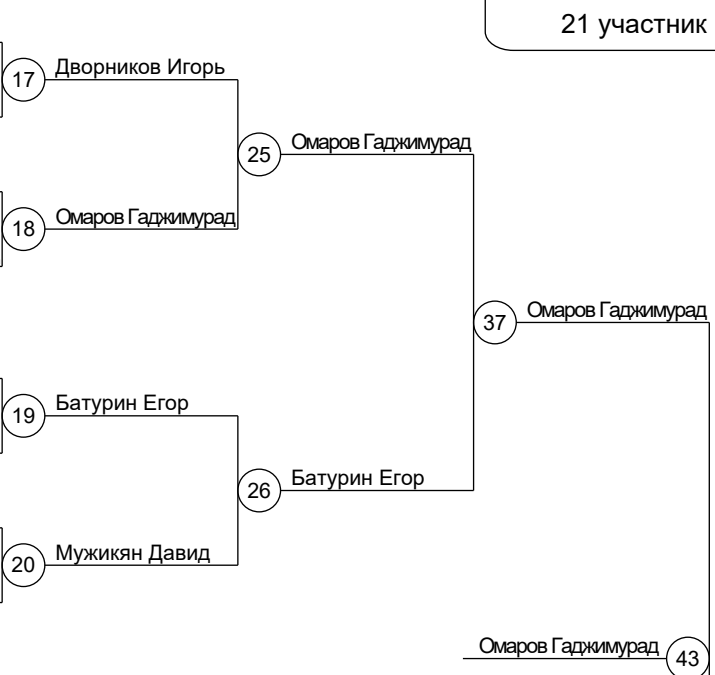 21 участник
17 Дворников Игорь
25 Омаров Гаджимурад
18 Омаров Гаджимурад
37 Омаров Гаджимурад
19 Батурин Егор
26 Батурин Егор
20 Мужикян Давид
Омаров Гаджимурад 43